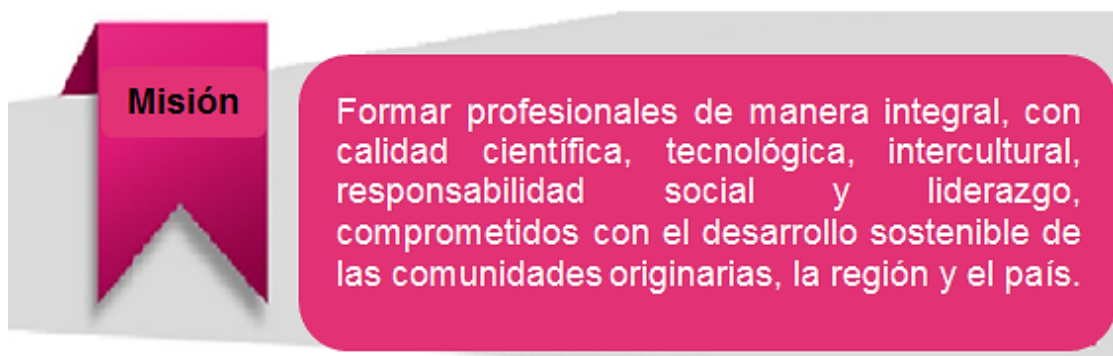 Misión
Formar profesionales de manera integral, con
calidad científica, tecnológica, intercultural,
responsabilidad social y liderazgo,
comprometidos con el desarrollo sostenible de
las comunidades originarias, la región y el país.